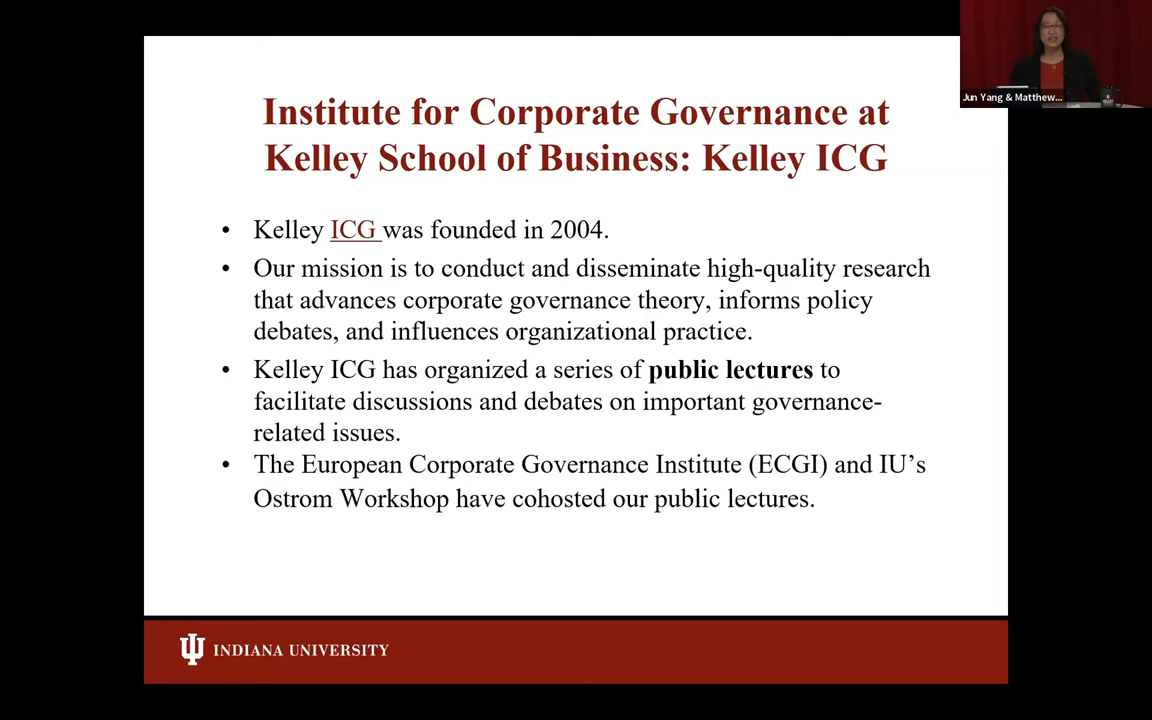 Jun Yang & Matthew...
Institute for Corporate Governance at
Kelley School of Business: Kelley ICG
• Kelley ICG was founded in 2004.
• Our mission is to conduct and disseminate high-quality research
that advances corporate governance theory, informs policy
debates, and influences organizational practice.
• Kelley ICG has organized a series of public lectures to
facilitate discussions and debates on important governance-
related issues.
• The European Corporate Governance Institute (ECGI) and IU’s
Ostrom Workshop have cohosted our public lectures.
INDIANA UNIVERSITY